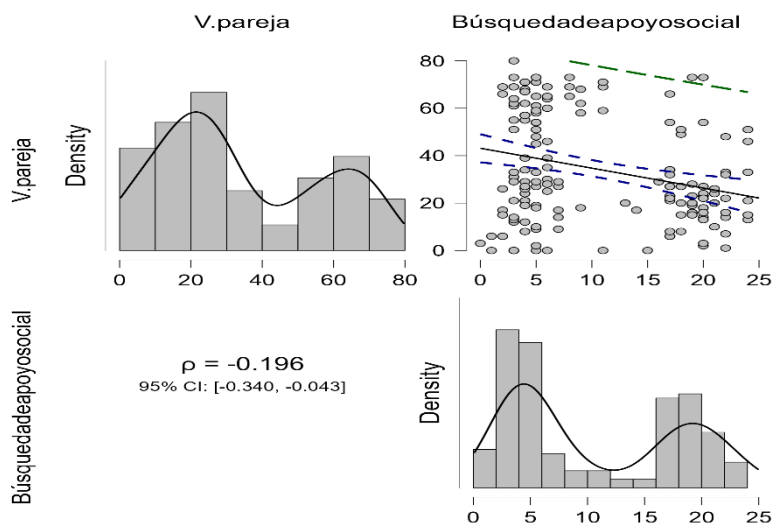 V.pareja
Búsquedadeapoyosocial
V.pareja
Density
0 20 40 60 80
80
60
40
20
0
0 5 10 15 20 25
Búsquedadeapoyosocial
ρ = -0.196
95% CI: [-0.340, -0.043]
Density
0 5 10 15 20 25